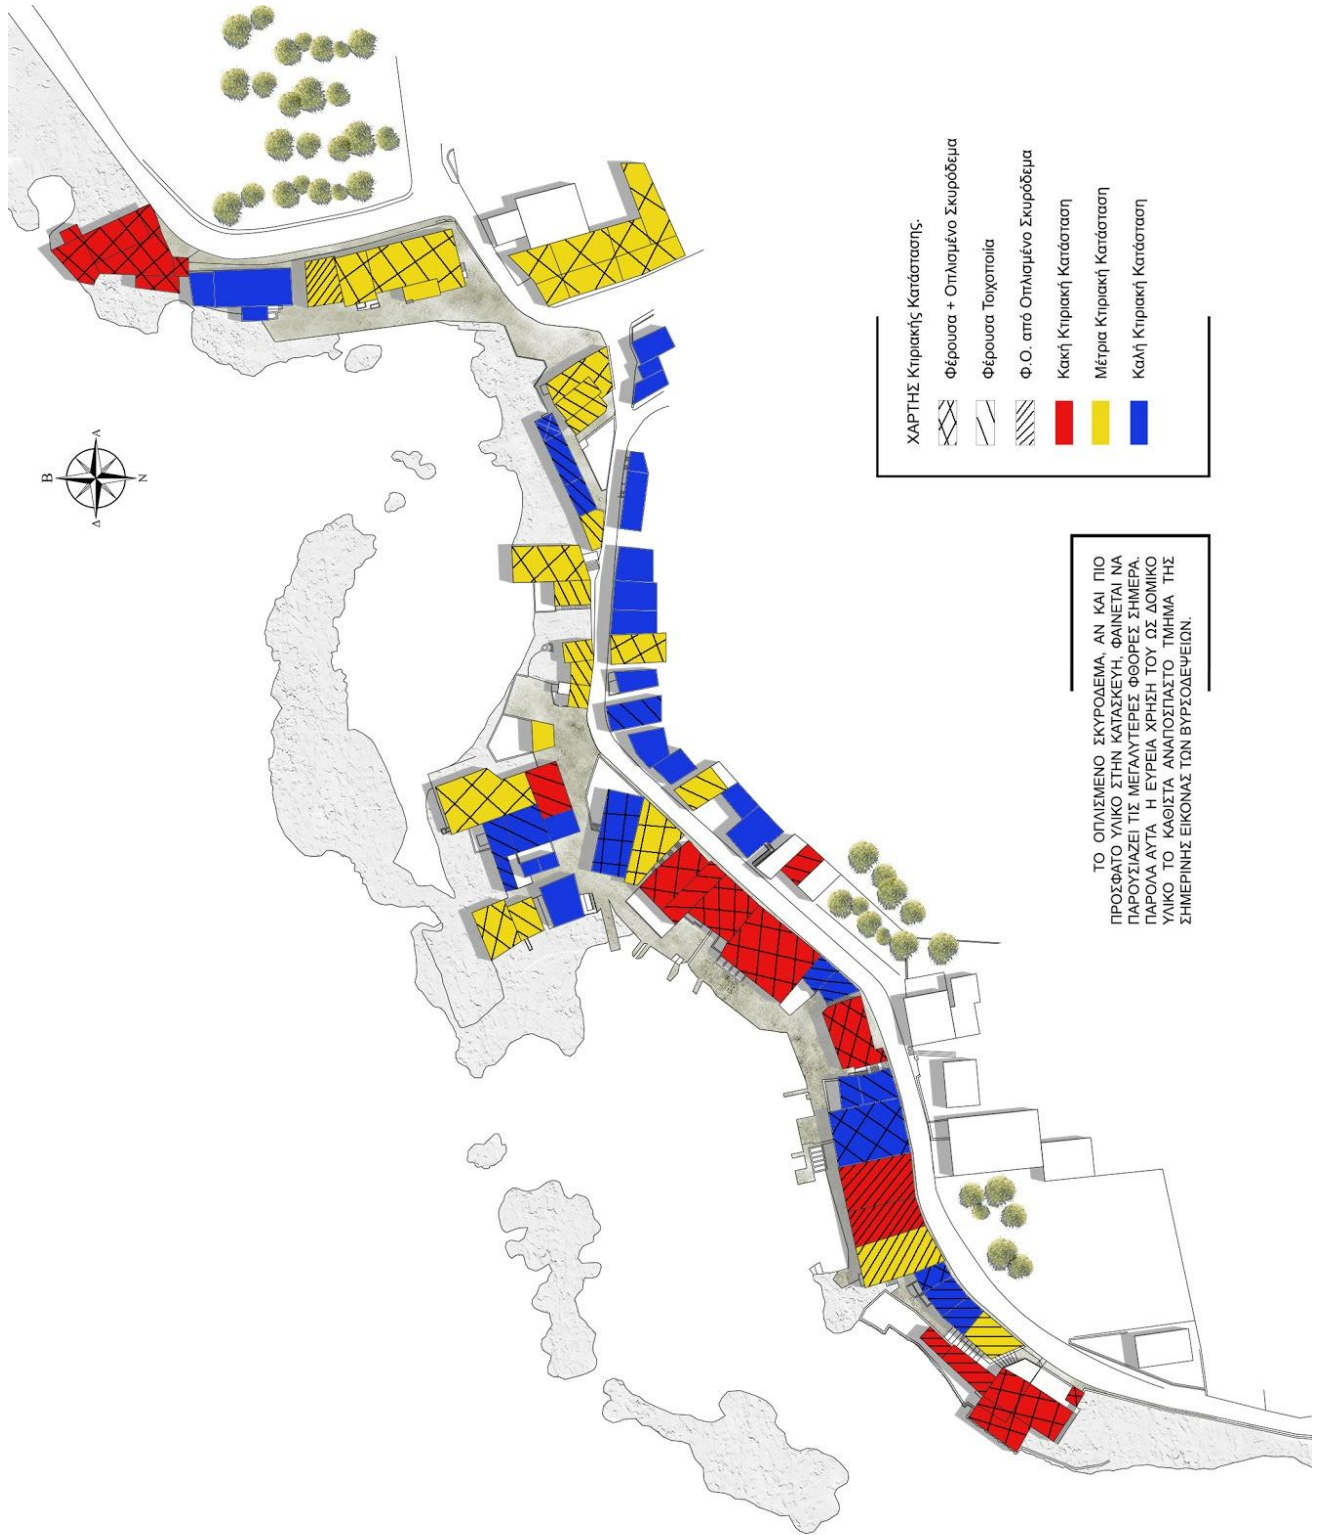 Β
Δ
Α
Ν
ΧΑΡΤΗΣ Κτιριακής Κατάστασης.
Φέρουσα + Οπλισμένο Σκυρόδεμα
Φέρουσα Τοιχοποιία
Φ.Ο. από Οπλισμένο Σκυρόδεμα
Κακή Κτιριακή Κατάσταση
Μέτρια Κτιριακή Κατάσταση
Καλή Κτιριακή Κατάσταση
ΤΟ ΟΠΛΙΣΜΕΝΟ ΣΚΥΡΟΔΕΜΑ, ΑΝ ΚΑΙ ΠΙΟ
ΠΡΟΣΦΑΤΟ ΥΛΙΚΟ ΣΤΗΝ ΚΑΤΑΣΚΕΥΗ, ΦΑΙΝΕΤΑΙ ΝΑ
ΠΑΡΟΥΣΙΑΖΕΙ ΤΙΣ ΜΕΓΑΛΥΤΕΡΕΣ ΦΘΟΡΕΣ ΣΗΜΕΡΑ.
ΠΑΡΟΛΑ ΑΥΤΑ Η ΕΥΡΕΙΑ ΧΡΗΣΗ ΤΟΥ ΩΣ ΔΟΜΙΚΟ
ΥΛΙΚΟ ΤΟ ΚΑΘΙΣΤΑ ΑΝΑΠΟΣΠΑΣΤΟ ΤΜΗΜΑ ΤΗΣ
ΣΗΜΕΡΙΝΗΣ ΕΙΚΟΝΑΣ ΤΩΝ ΒΥΡΣΟΔΕΨΕΙΩΝ.